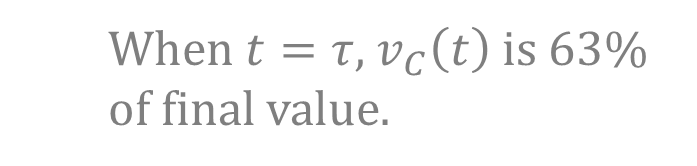 When t = τ, v_C(t) is 63%
of final value.